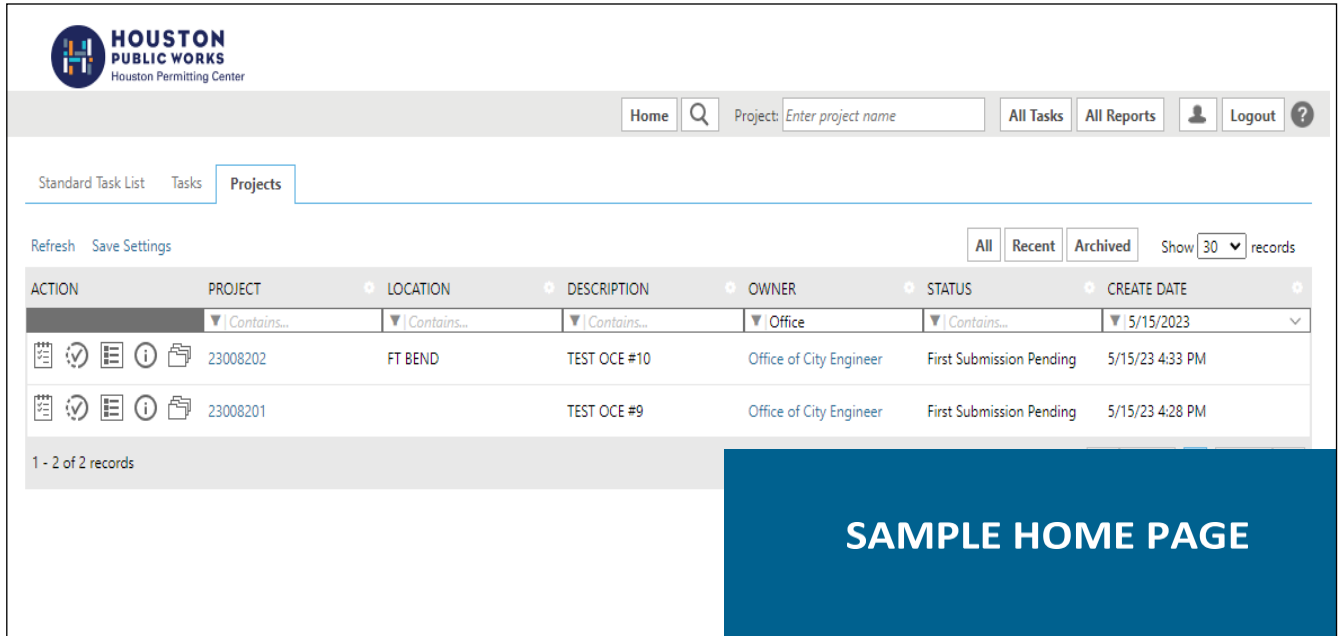 HOUSTON
PUBLIC WORKS
Houston Permitting Center
Home Project: Enter project name All Tasks All Reports Logout ?
Standard Task List Tasks Projects
Refresh Save Settings All Recent Archived Show 30 records
ACTION PROJECT LOCATION DESCRIPTION OWNER STATUS CREATE DATE
Contains... Contains... Contains... Office Contains... 5/15/2023
23008202 FT BEND TEST OCE #10 Office of City Engineer First Submission Pending 5/15/23 4:33 PM
23008201 TEST OCE #9 Office of City Engineer First Submission Pending 5/15/23 4:28 PM
1 - 2 of 2 records
SAMPLE HOME PAGE